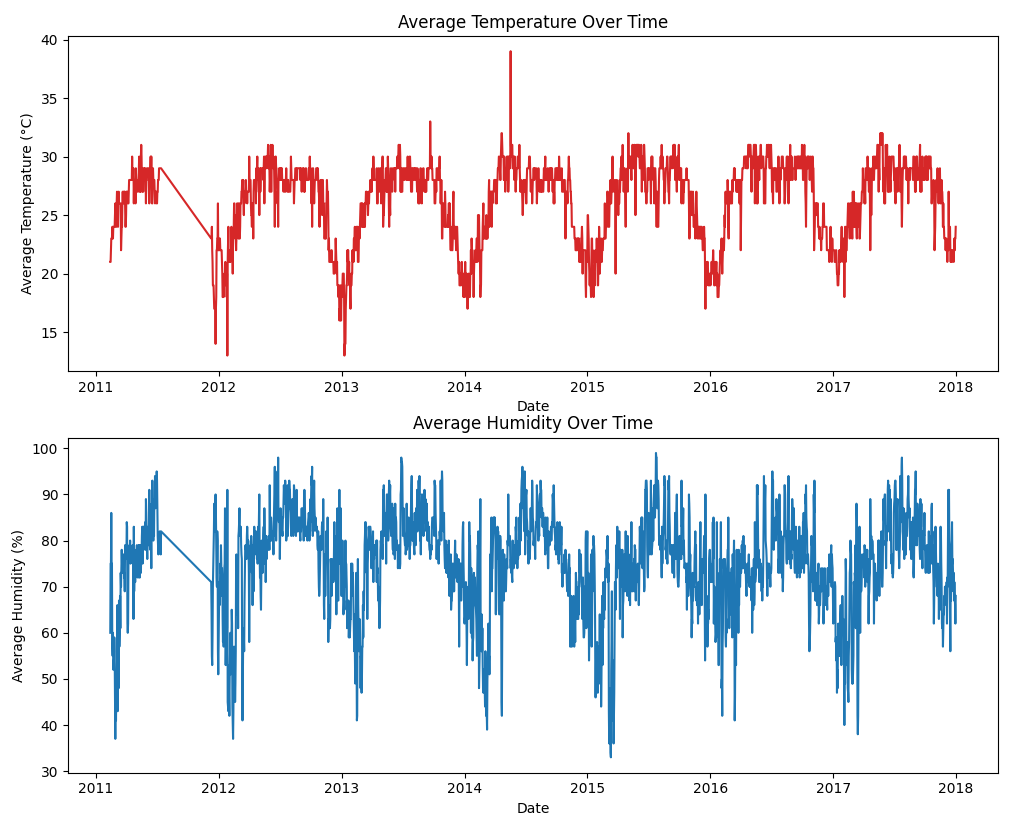 Average Temperature Over Time
Average Temperature (°C)
40
35
30
25
20
15
2011 2012 2013 2014 2015 2016 2017 2018
Date
Average Humidity Over Time
Average Humidity (%)
100
90
80
70
60
50
40
30
2011 2012 2013 2014 2015 2016 2017 2018
Date